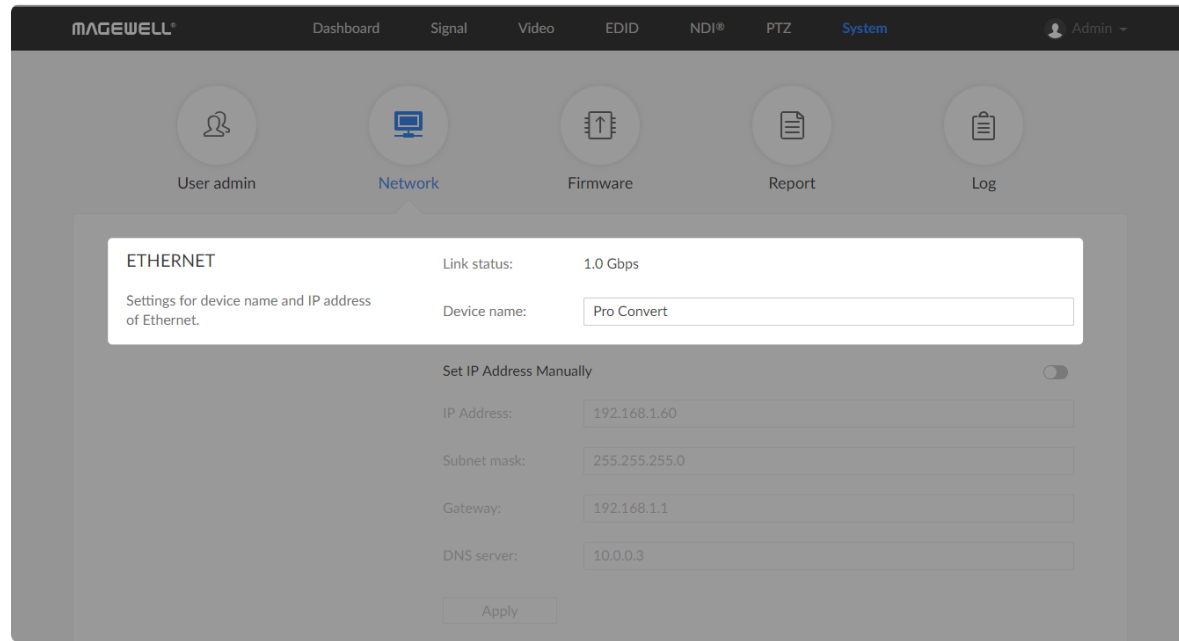 MAGEWELL®
Dashboard Signal Video EDID NDI® PTZ System Admin
User admin Network Firmware Report Log
ETHERNET
Settings for device name and IP address
of Ethernet.
Link status: 1.0 Gbps
Device name: Pro Convert
Set IP Address Manually
IP Address: 192.168.1.60
Subnet mask: 255.255.255.0
Gateway: 192.168.1.1
DNS server: 10.0.0.3
Apply